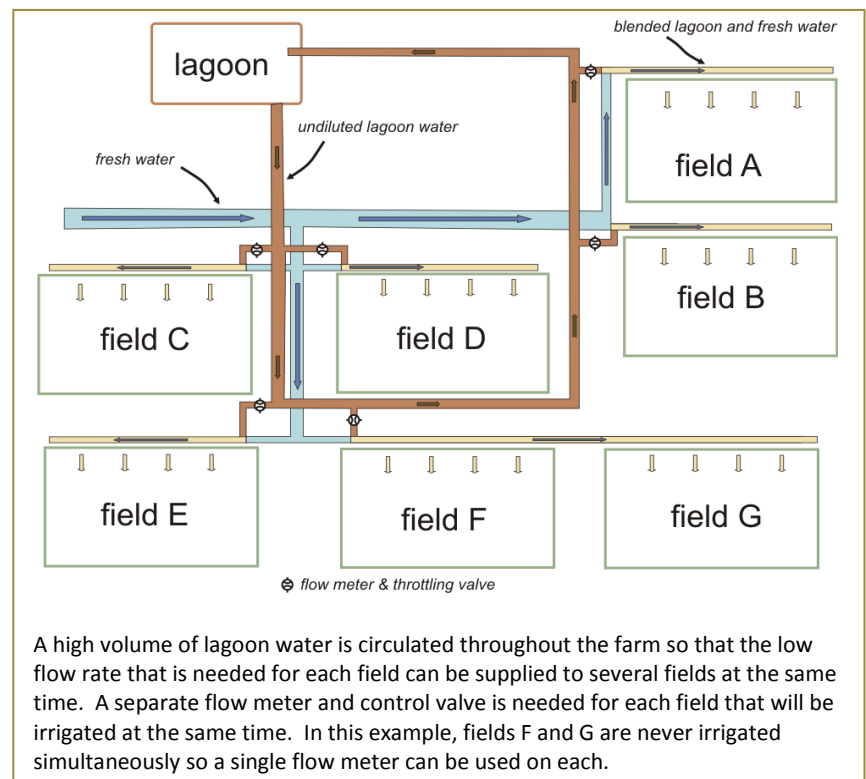 blended lagoon and fresh water
lagoon
undiluted lagoon water
fresh water
field A
field B
field C
field D
field E
field F
field G
flow meter & throttling valve
A high volume of lagoon water is circulated throughout the farm so that the low
flow rate that is needed for each field can be supplied to several fields at the same
time.  A separate flow meter and control valve is needed for each field that will be
irrigated at the same time.  In this example, fields F and G are never irrigated
simultaneously so a single flow meter can be used on each.